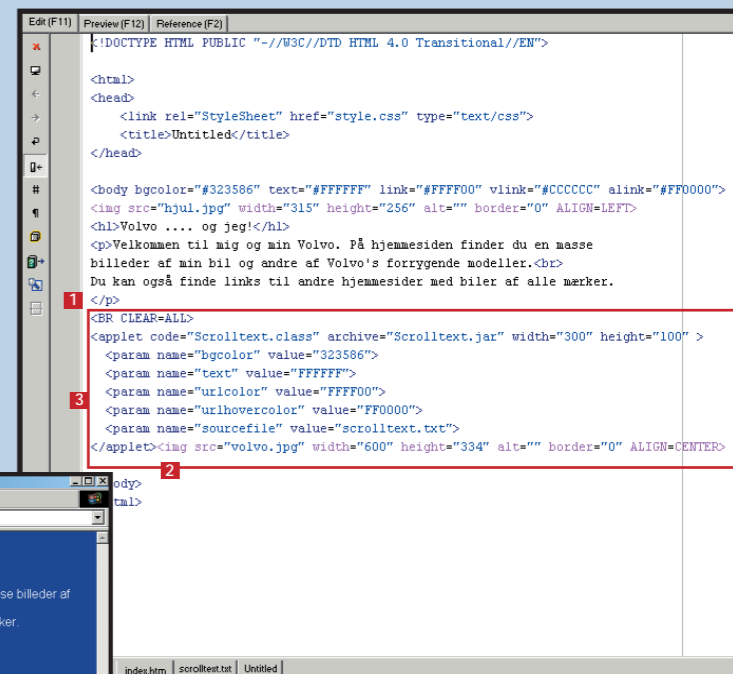 Edit (F11) Preview (F12) Reference (F2)
<!DOCTYPE HTML PUBLIC "-//W3C//DTD HTML 4.0 Transitional//EN">
<html>
<head>
<link rel="StyleSheet" href="style.css" type="text/css">
<title>Untitled</title>
</head>
<body bgcolor="#323586" text="#FFFFFF" link="#FFFF00" vlink="#CCCCCC" alink="#FF0000">
<img src="hjul.jpg" width="315" height="256" alt="" border="0" ALIGN=LEFT>
<h1>Volvo .... og jeg!</h1>
<p>Velkommen til mig og min Volvo. På hjemmesiden finder du en masse
billeder af min bil og andre af Volvo's forrygende modeller.<br>
Du kan også finde links til andre hjemmesider med biler af alle mærker.
1 </p>
<BR CLEAR=ALL>
<applet code="Scrolltext.class" archive="Scrolltext.jar" width="300" height="100" >
<param name="bgcolor" value="323586">
<param name="text" value="FFFFFF">
3 <param name="urlcolor" value="FFFF00">
<param name="urlhovercolor" value="FF0000">
<param name="sourcefile" value="scrolltext.txt">
</applet><img src="volvo.jpg" width="600" height="334" alt="" border="0" ALIGN=CENTER>
2
ody>
tml>
se billeder af
ker.
index.htm scrolltest.txt Untitled